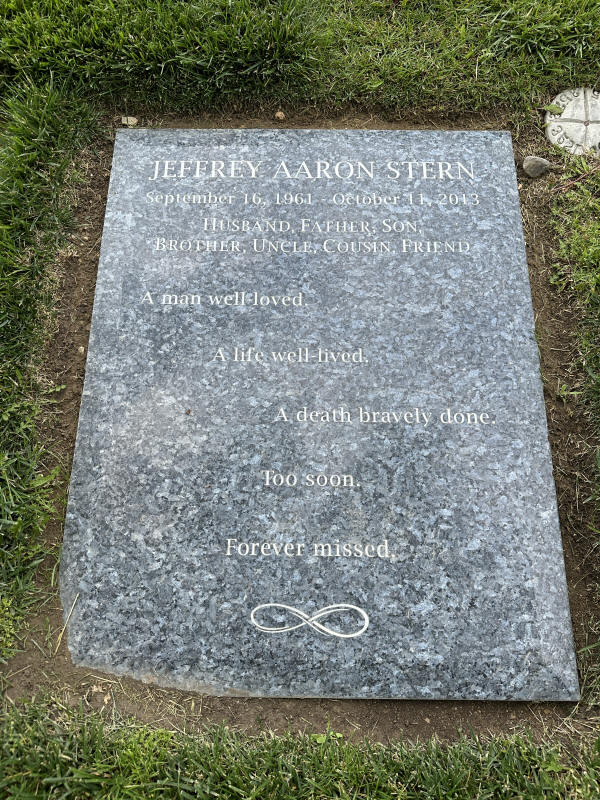 JEFFREY AARON STERN
September 16, 1961 - October 11, 2013
HUSBAND, FATHER, SON,
BROTHER, UNCLE, COUSIN, FRIEND
A man well-loved.
A life well-lived.
A death bravely done.
Too soon.
Forever missed.